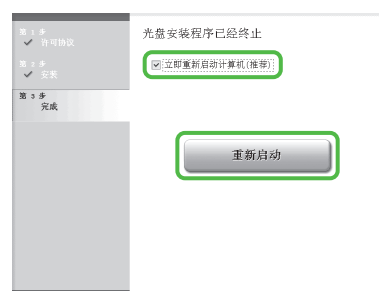 第 1 步
许可协议
第 2 步
安装
第 3 步
完成
光盘安装程序已经终止
立即重新启动计算机(推荐)
重新启动